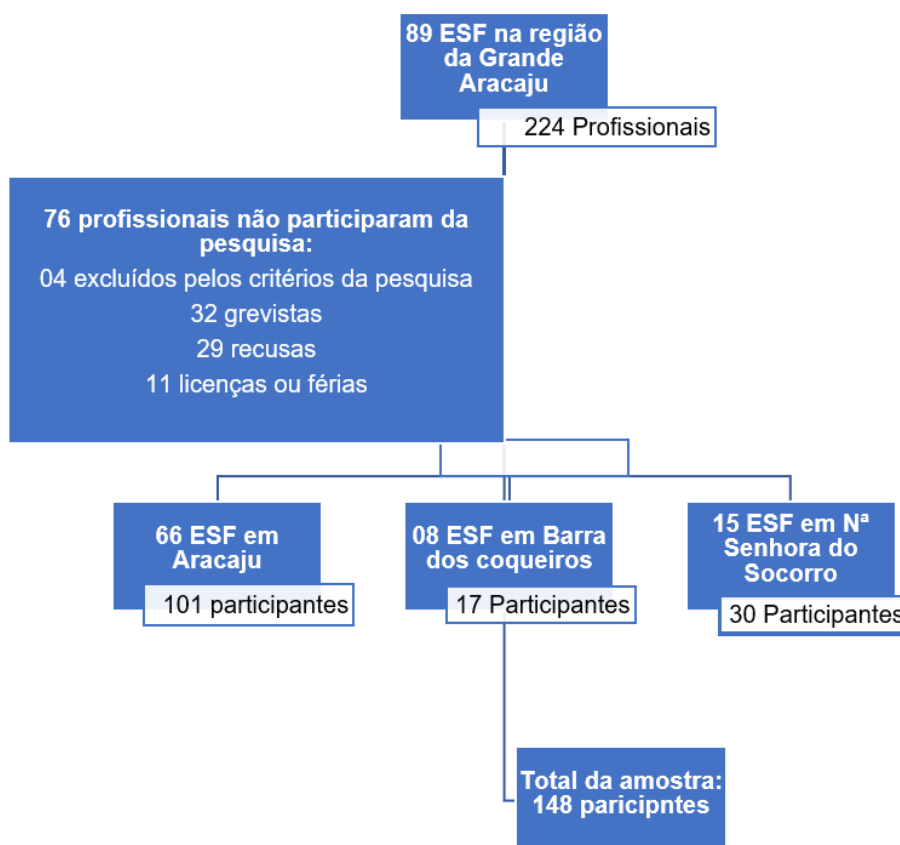 89 ESF na região
da Grande
Aracaju
224 Profissionais
76 profissionais não participaram da
pesquisa:
04 excluídos pelos critérios da pesquisa
32 grevistas
29 recusas
11 licenças ou férias
66 ESF em
Aracaju
101 participantes
08 ESF em Barra
dos coqueiros
17 Participantes
15 ESF em Nª
Senhora do
Socorro
30 Participantes
Total da amostra:
148 paricipntes